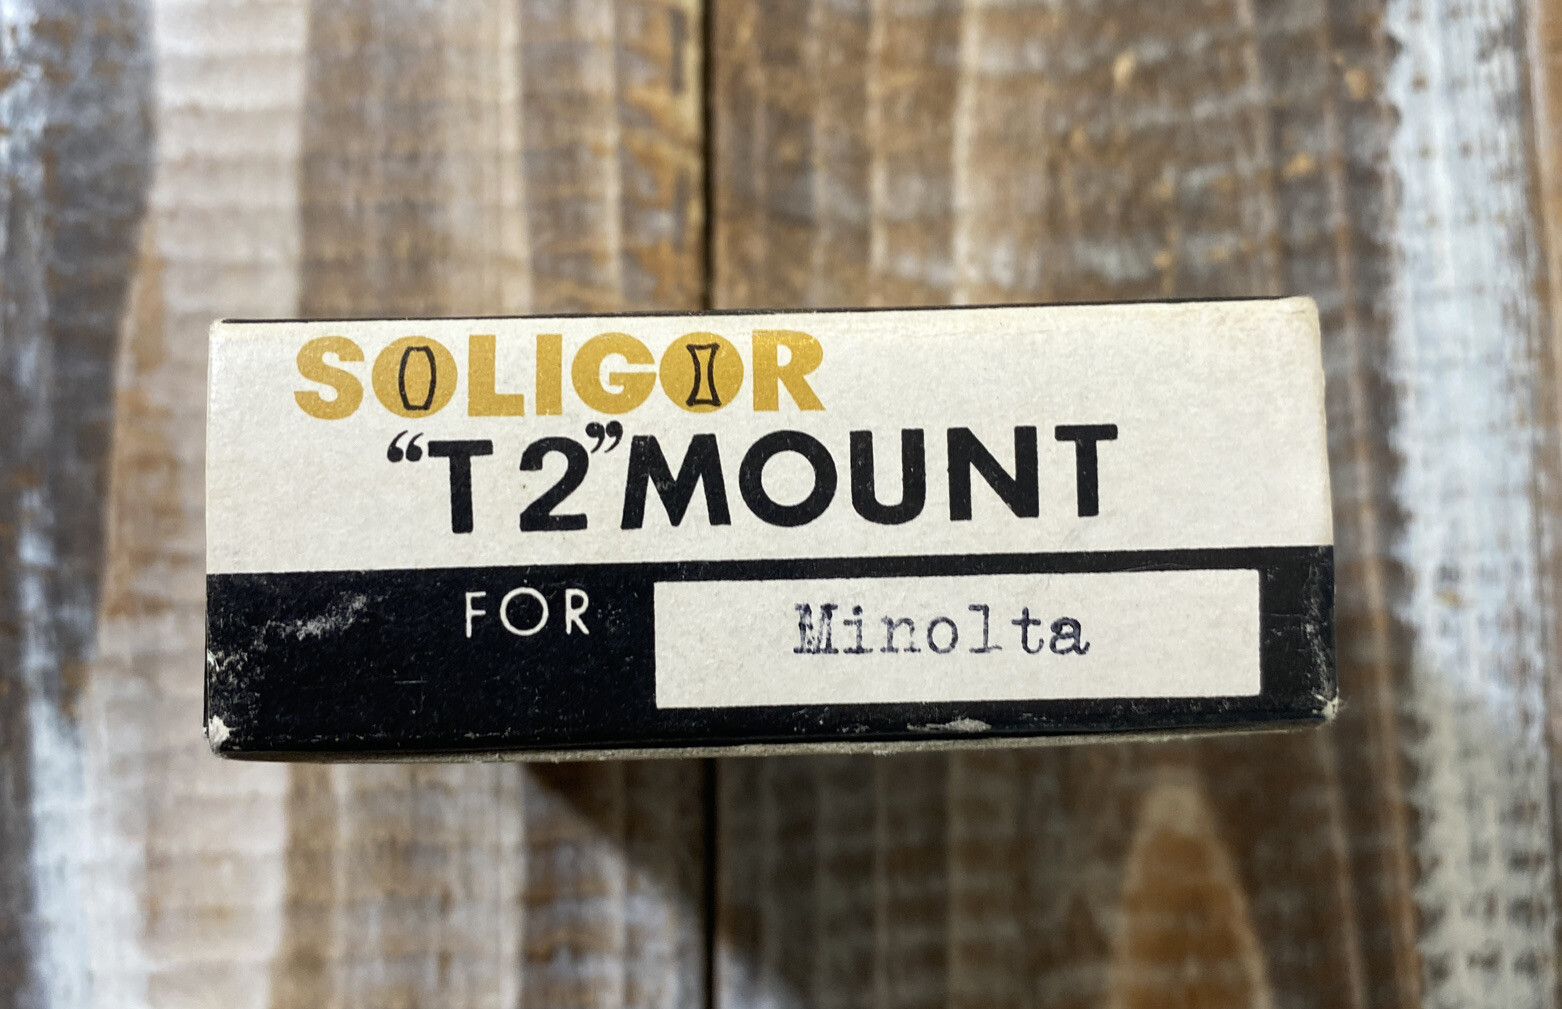 SOLIGOR
“T2” MOUNT
FOR Minolta